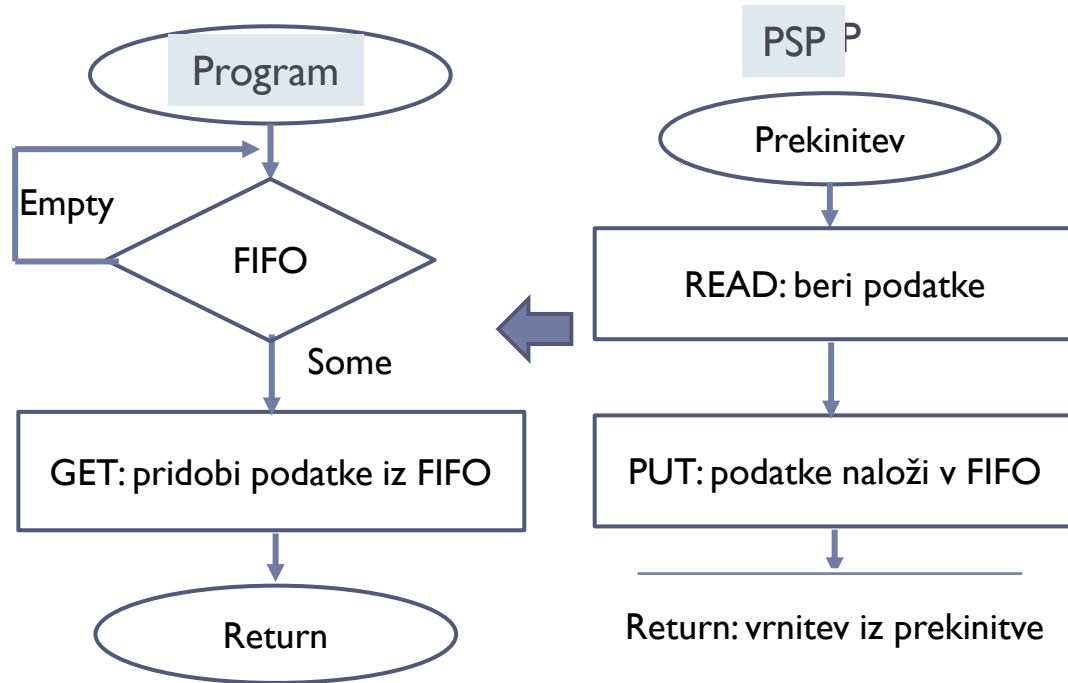 Program
PSP P
Prekinitev
Empty
FIFO
READ: beri podatke
Some
GET: pridobi podatke iz FIFO
PUT: podatke naloži v FIFO
Return
Return: vrnitev iz prekinitve